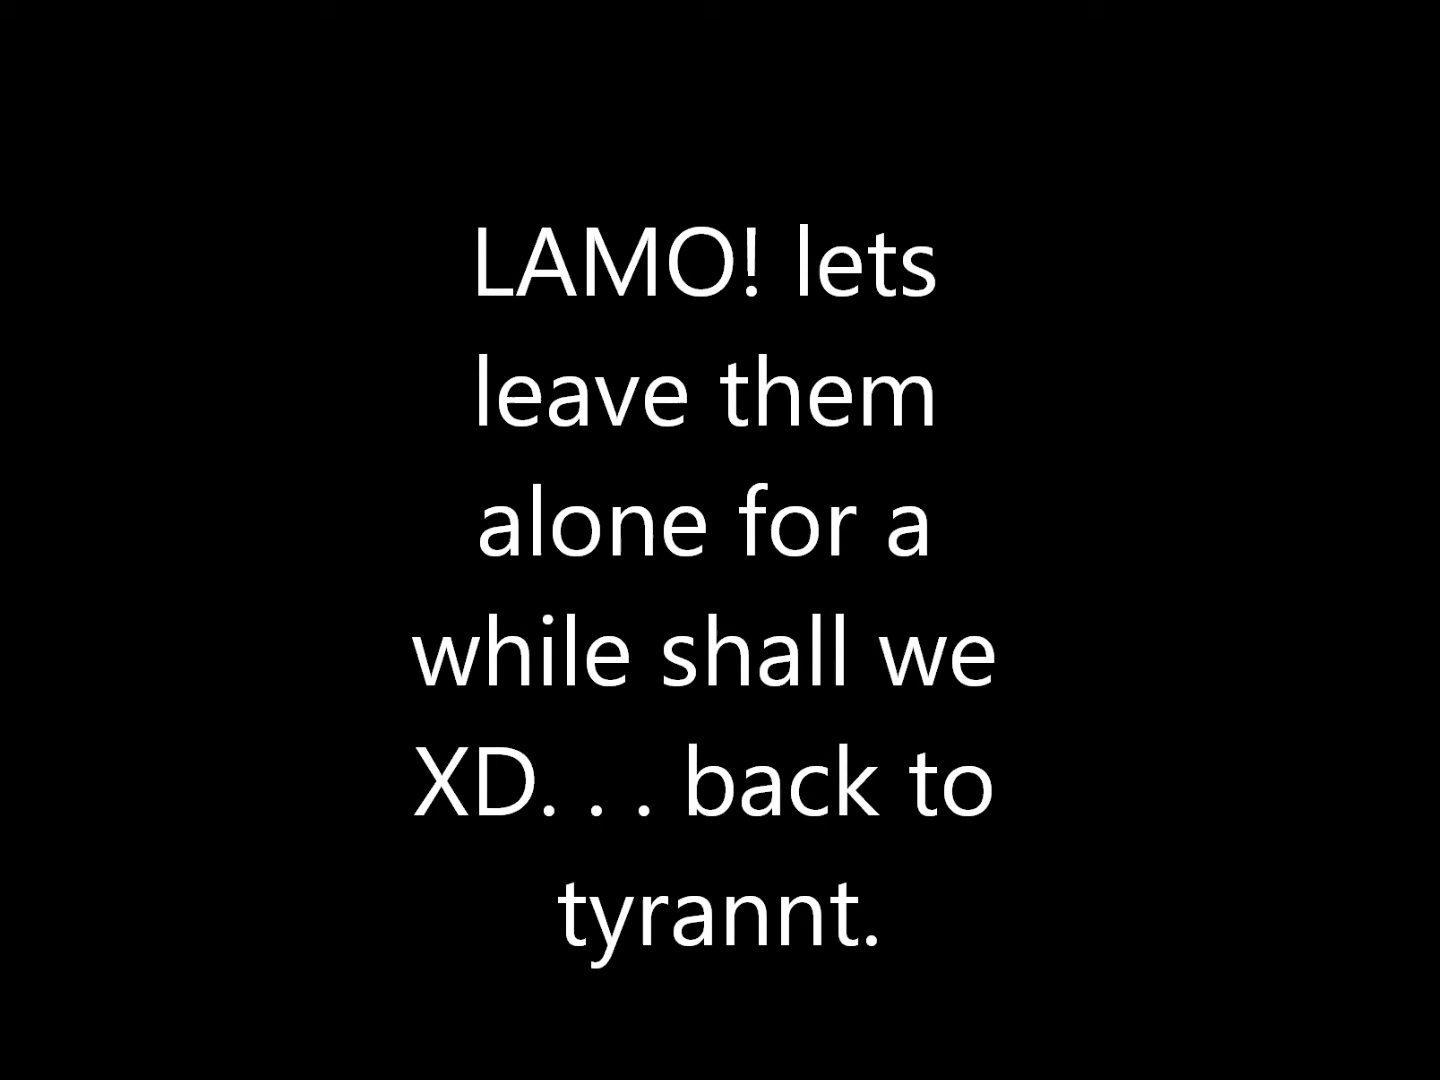 LAMO! lets
leave them
alone for a
while shall we
XD. . . back to
tyrannt.